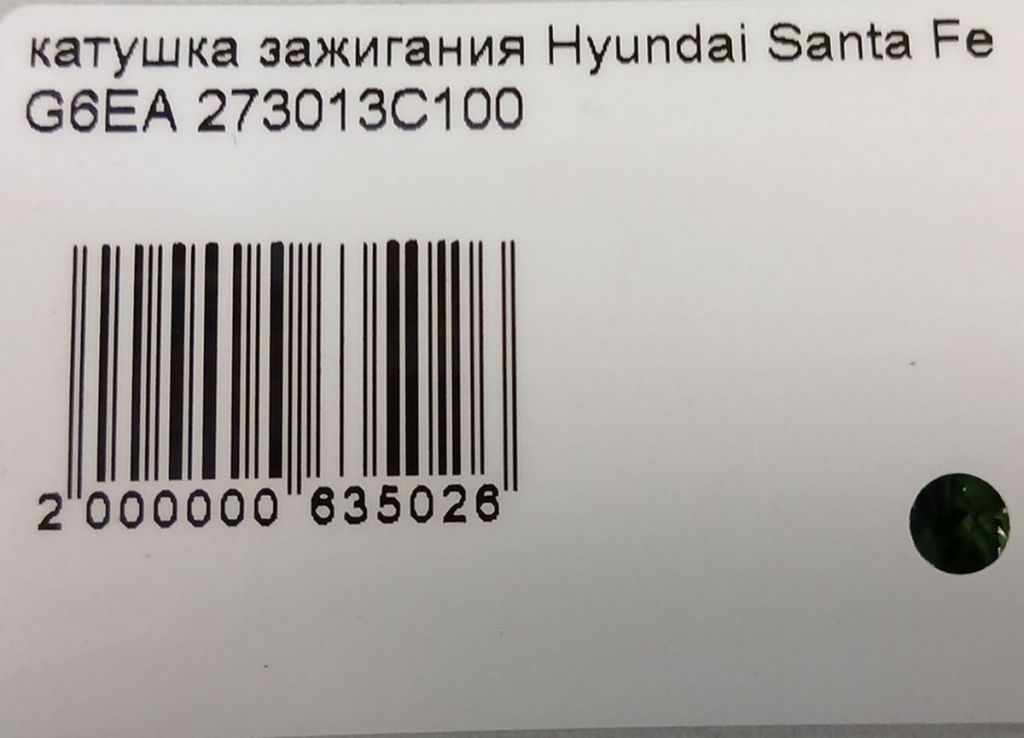 катушка зажигания Hyundai Santa Fe
G6EA 273013C100
2 000000 635026